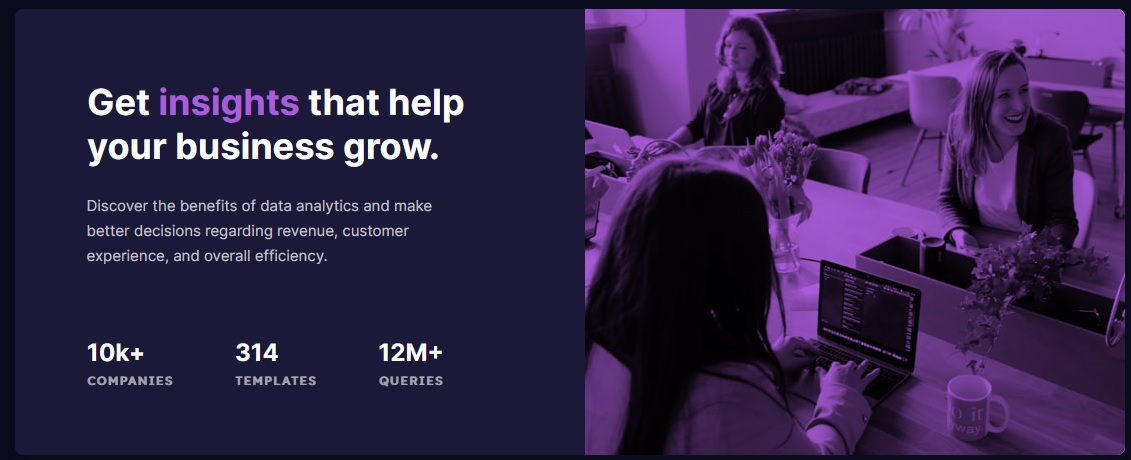 Get insights that help
your business grow.
Discover the benefits of data analytics and make
better decisions regarding revenue, customer
experience, and overall efficiency.
10k+ 314 12M+
COMPANIES TEMPLATES QUERIES